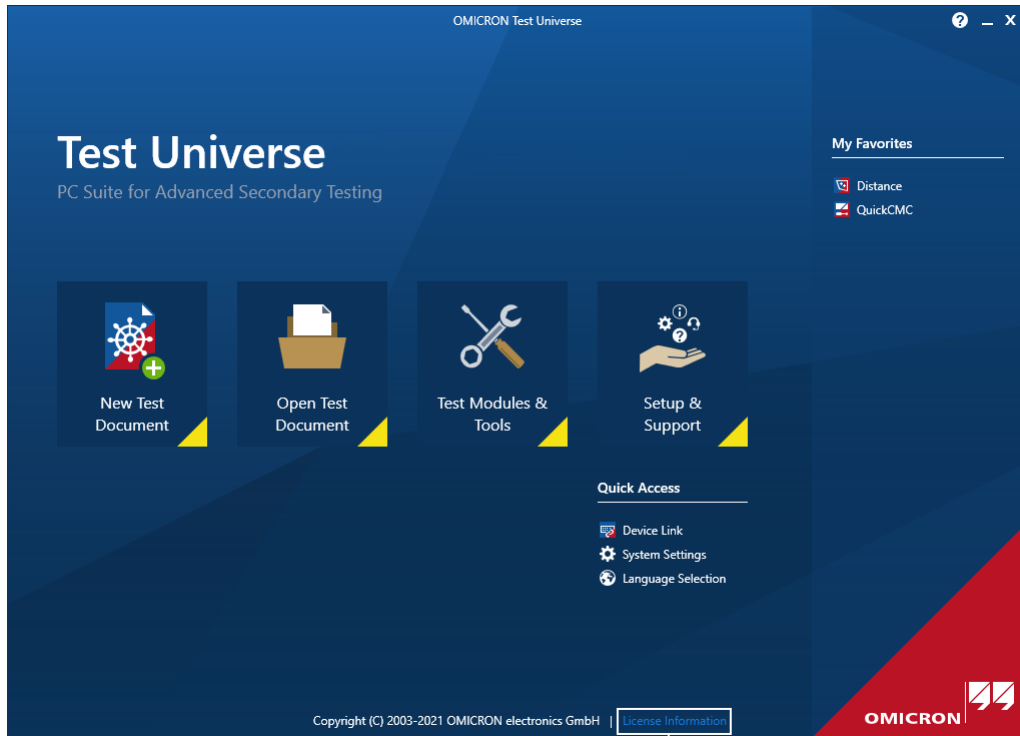 OMICRON Test Universe
Test Universe
PC Suite for Advanced Secondary Testing
My Favorites
Distance
QuickCMC
New Test
Document
Open Test
Document
Test Modules &
Tools
Setup &
Support
Quick Access
Device Link
System Settings
Language Selection
Copyright (C) 2003-2021 OMICRON electronics GmbH | License Information
OMICRON